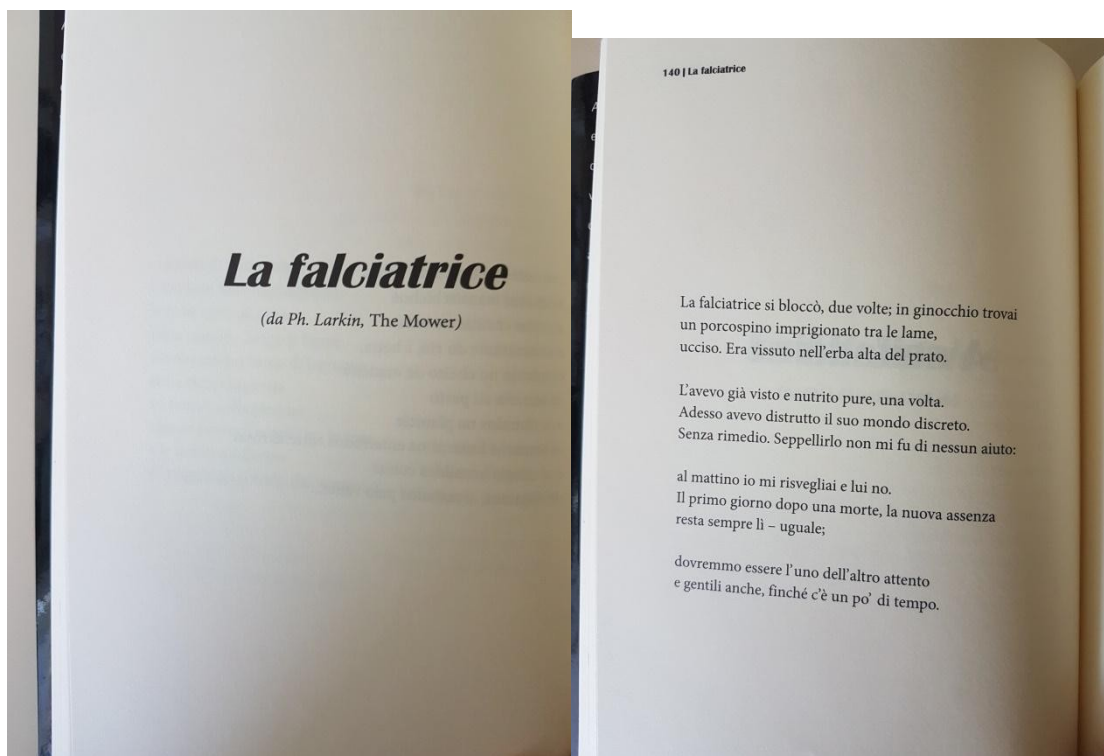 La falciatrice
(da Ph. Larkin, The Mower)
140 | La falciatrice
La falciatrice si bloccò, due volte; in ginocchio trovai
un porcospino imprigionato tra le lame,
ucciso. Era vissuto nell'erba alta del prato.
L'avevo già visto e nutrito pure, una volta.
Adesso avevo distrutto il suo mondo discreto.
Senza rimedio. Seppellirlo non mi fu di nessun aiuto:
al mattino io mi risvegliai e lui no.
Il primo giorno dopo una morte, la nuova assenza
resta sempre lì – uguale;
dovremmo essere l'uno dell'altro attento
e gentili anche, finché c'è un po' di tempo.